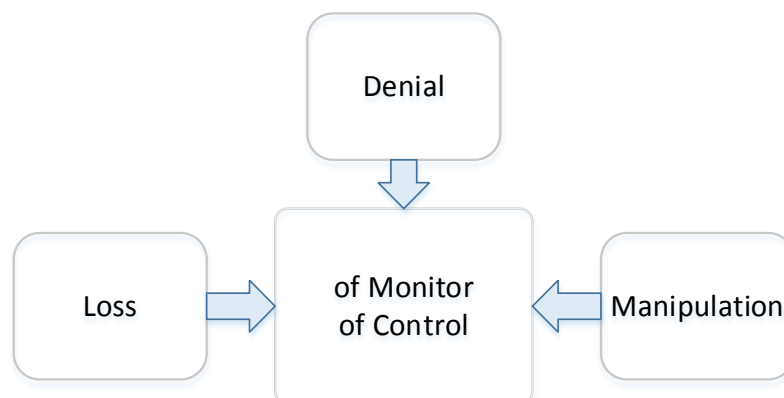 Denial
Loss
of Monitor
of Control
Manipulation